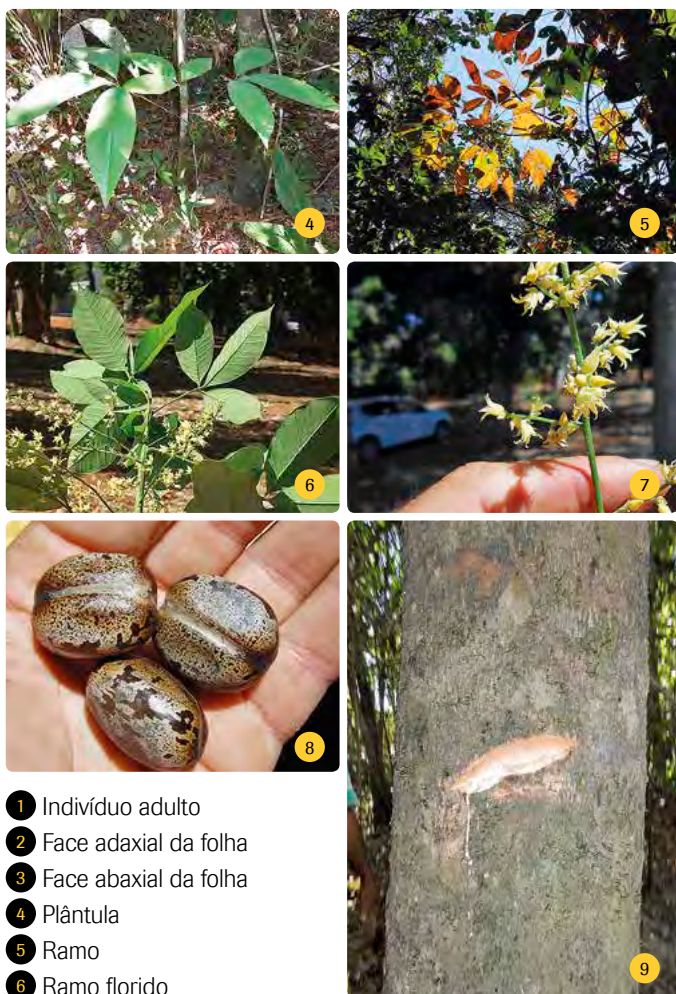 4
5
6
7
8
9
1 Indivíduo adulto
2 Face adaxial da folha
3 Face abaxial da folha
4 Plântula
5 Ramo
6 Ramo florido